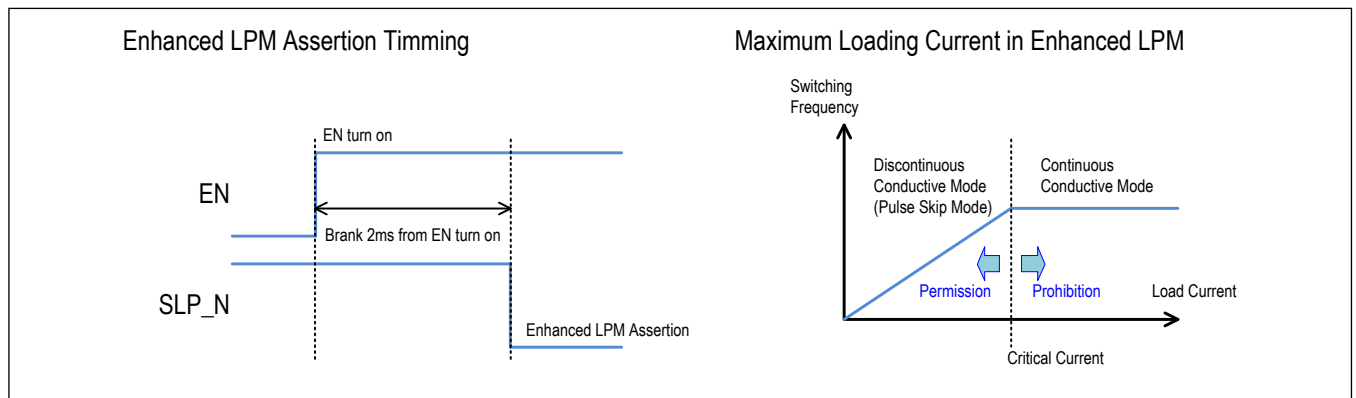 Enhanced LPM Assertion Timming
EN turn on
EN
Brank 2ms from EN turn on
SLP_N
Enhanced LPM Assertion
Maximum Loading Current in Enhanced LPM
Switching
Frequency
Discontinuous
Conductive Mode
(Pulse Skip Mode)
Continuous
Conductive Mode
Permission
Prohibition
Load Current
Critical Current